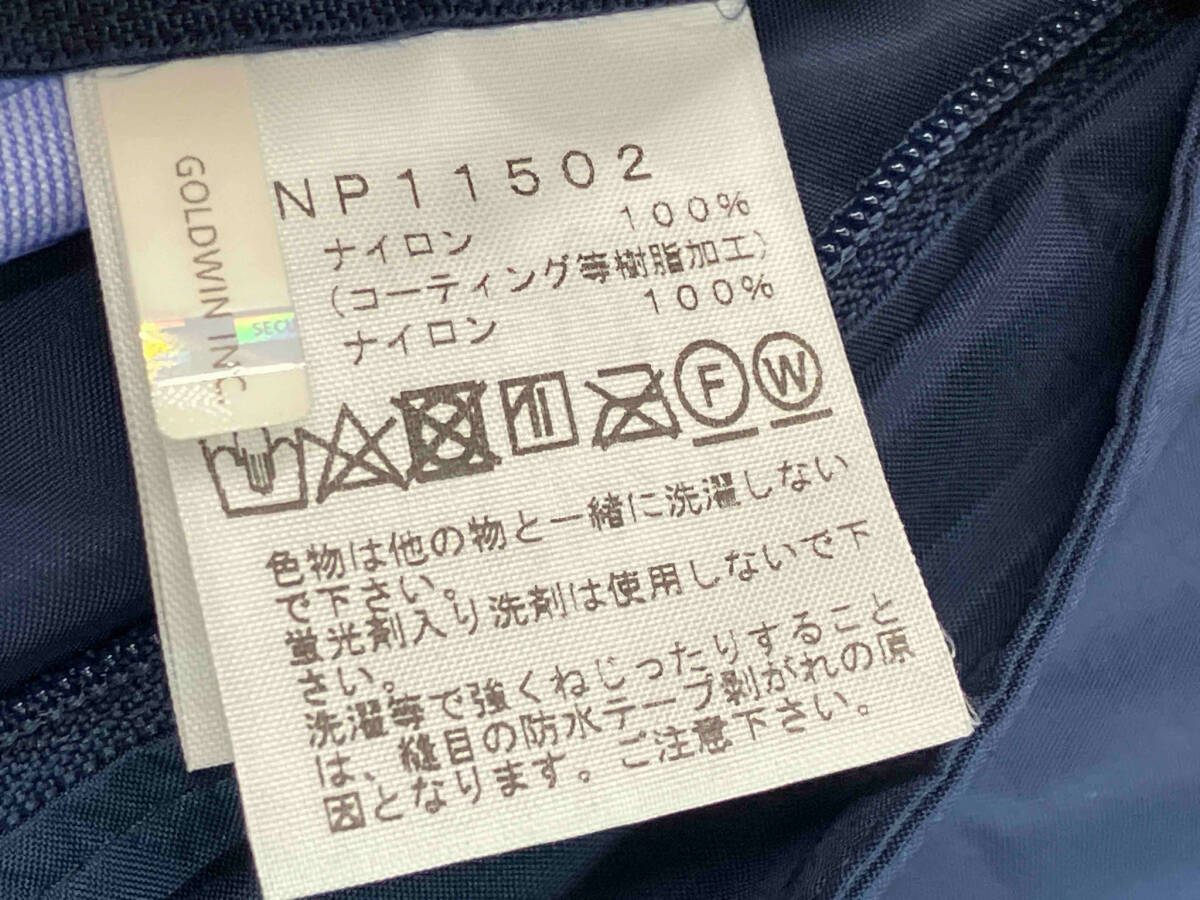 GOLDWIN INC.
SECU
NP11502
ナイロン 100%
(コーティング等樹脂加工)
ナイロン 100%
F W
色物は他の物と一緒に洗濯しない
で下さい。
蛍光剤入り洗剤は使用しないで下
さい。
洗濯等で強くねじったりすること
は、縫目の防水テープ剥がれの原
因となります。ご注意下さい。